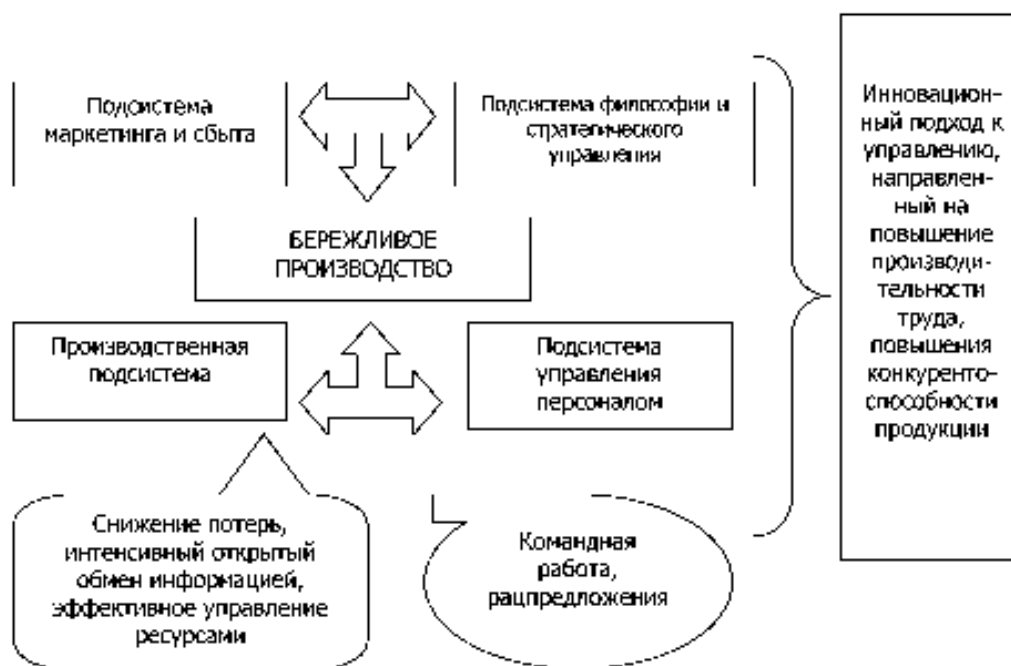 Подсистема
маркетинга и сбыта
Подсистема философии и
стратегического
управления
БЕРЕЖЛИВОЕ
ПРОИЗВОДСТВО
Производственная
подсистема
Подсистема
управления
персоналом
Снижение потерь,
интенсивный открытый
обмен информацией,
эффективное управление
ресурсами
Командная
работа,
рацпредложения
Инновацион-
ный подход к
управлению,
направлен-
ный на
повышение
производи-
тельности
труда,
повышения
конкуренто-
способности
продукции